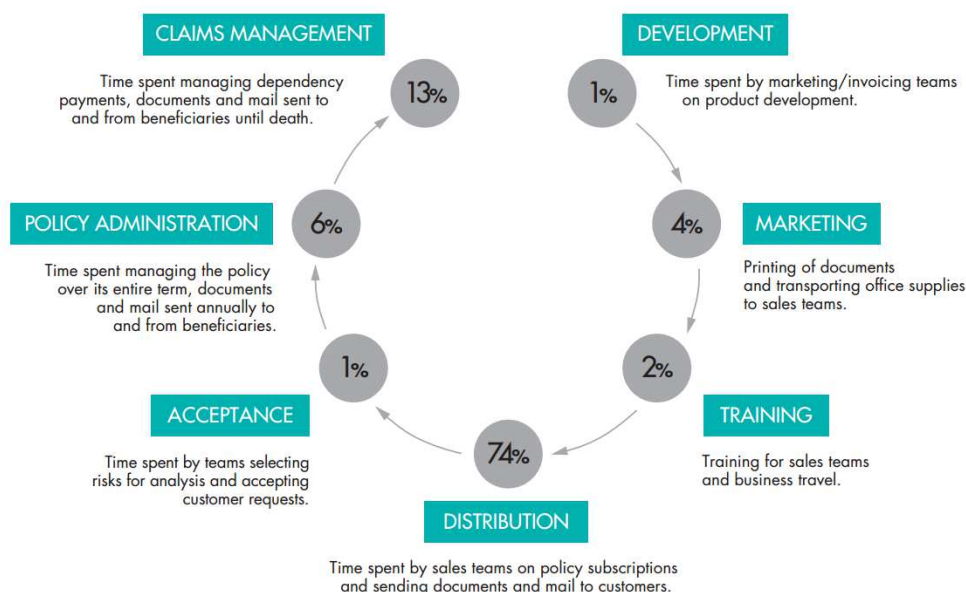 CLAIMS MANAGEMENT
Time spent managing dependency
payments, documents and mail sent to
and from beneficiaries until death.
13%
DEVELOPMENT
1%
Time spent by marketing/invoicing teams
on product development.
POLICY ADMINISTRATION
6%
Time spent managing the policy
over its entire term, documents
and mail sent annually to
and from beneficiaries.
4%
MARKETING
Printing of documents
and transporting office supplies
to sales teams.
1%
ACCEPTANCE
Time spent by teams selecting
risks for analysis and accepting
customer requests.
2%
TRAINING
Training for sales teams
and business travel.
74%
DISTRIBUTION
Time spent by sales teams on policy subscriptions
and sending documents and mail to customers.